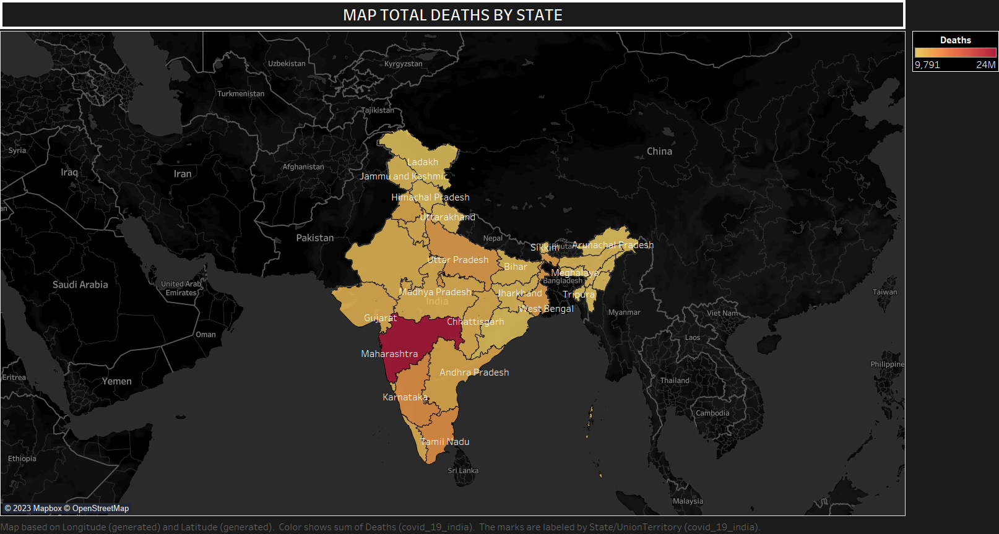 MAP TOTAL DEATHS BY STATE
Deaths
9,791 24M
Uzbekistan
Kyrgyzstan
Turkmenistan
Tajikistan
Syria
China
Ladakh
Afghanistan
Iraq
Iran
Jammu and Kashmir
Himachal Pradesh
an
Uttarakhand
Pakistan
Nepal
Sikkim
Bhutan
Arunachal Pradesh
Uttar Pradesh
Bihar
Meghalaya
Bangladesh
Saudi Arabia
United Arab
Emirates
Madhya Pradesh
Jharkhand
Tripura
Taiwan
India
West Bengal
Myanmar
Viet Nam
Gujarat
Chhattisgarh
Oman
Laos
Maharashtra
Philippine
Andhra Pradesh
Eritrea
Yemen
Thailand
Karnataka
Cambodia
Tamil Nadu
Ethiopia
Sri Lanka
Malaysia
© 2023 Mapbox © OpenStreetMap
Map based on Longitude (generated) and Latitude (generated). Color shows sum of Deaths (covid_19_india). The marks are labeled by State/UnionTerritory (covid_19_india).